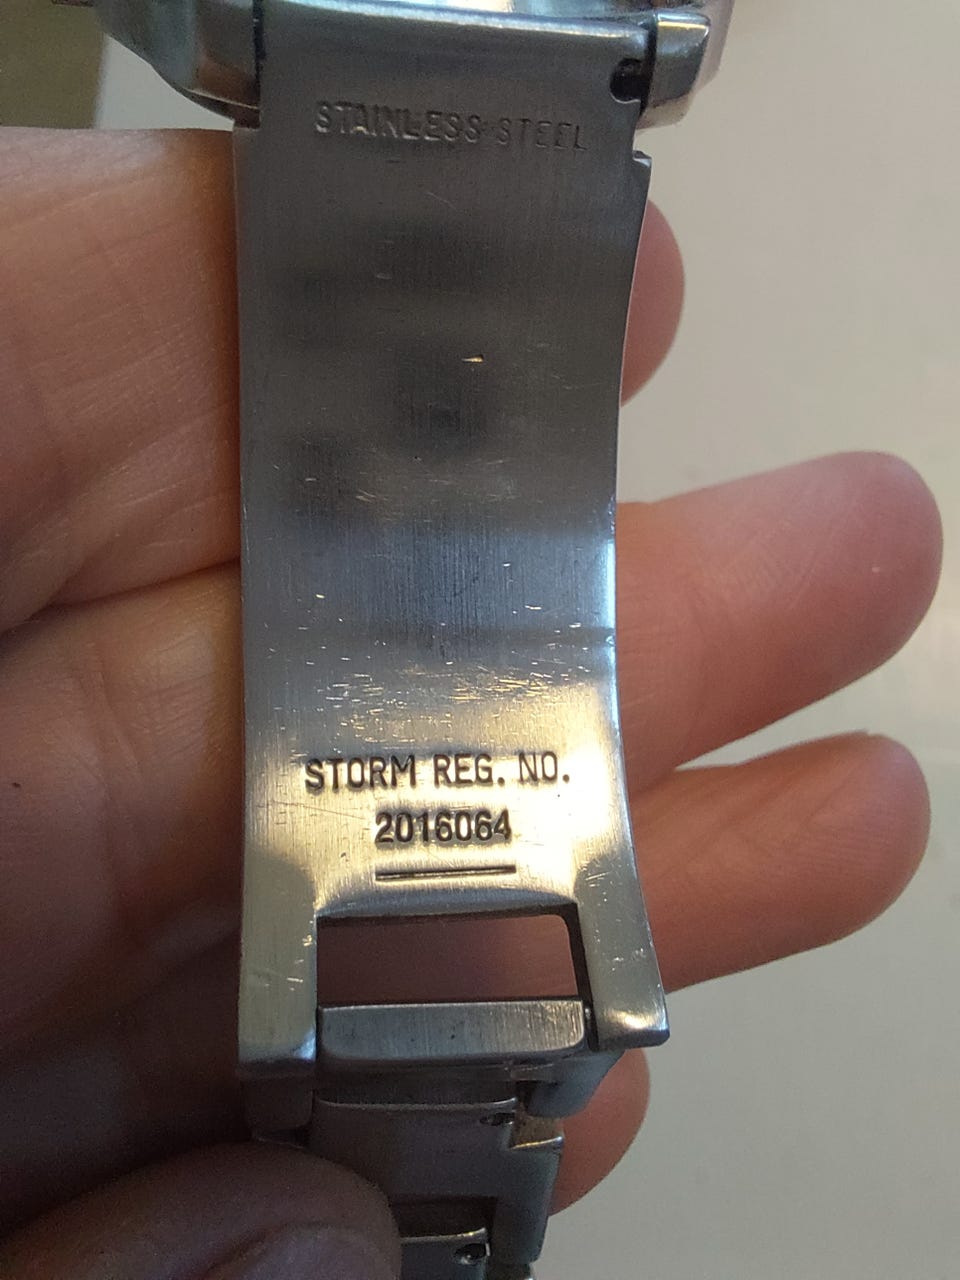 STAINLESS STEEL
STORM REG. NO.
2016064